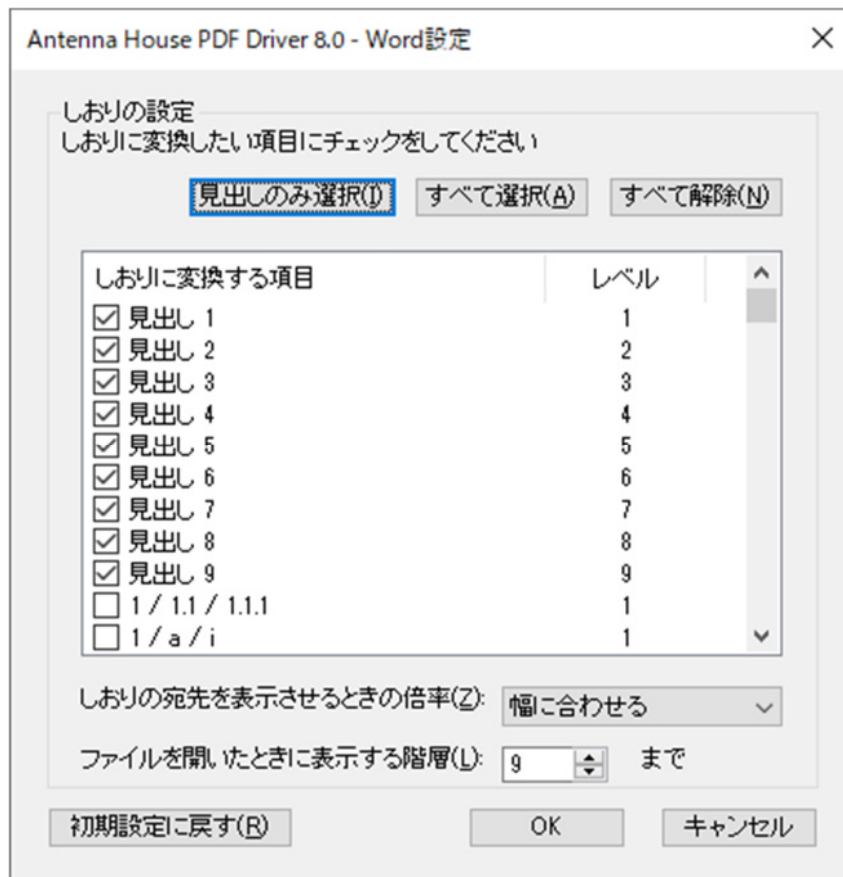 Antenna House PDF Driver 8.0 - Word設定
しおりの設定
しおりに変換したい項目にチェックをしてください
見出しのみ選択(I) すべて選択(A) すべて解除(N)
しおりに変換する項目 レベル
見出し 1 1
見出し 2 2
見出し 3 3
見出し 4 4
見出し 5 5
見出し 6 6
見出し 7 7
見出し 8 8
見出し 9 9
1 / 1.1 / 1.1.1 1
1 / a / i 1
しおりの宛先を表示させるときの倍率(Z): 幅に合わせる
ファイルを開いたときに表示する階層(L): 9 まで
初期設定に戻す(R) OK キャンセル